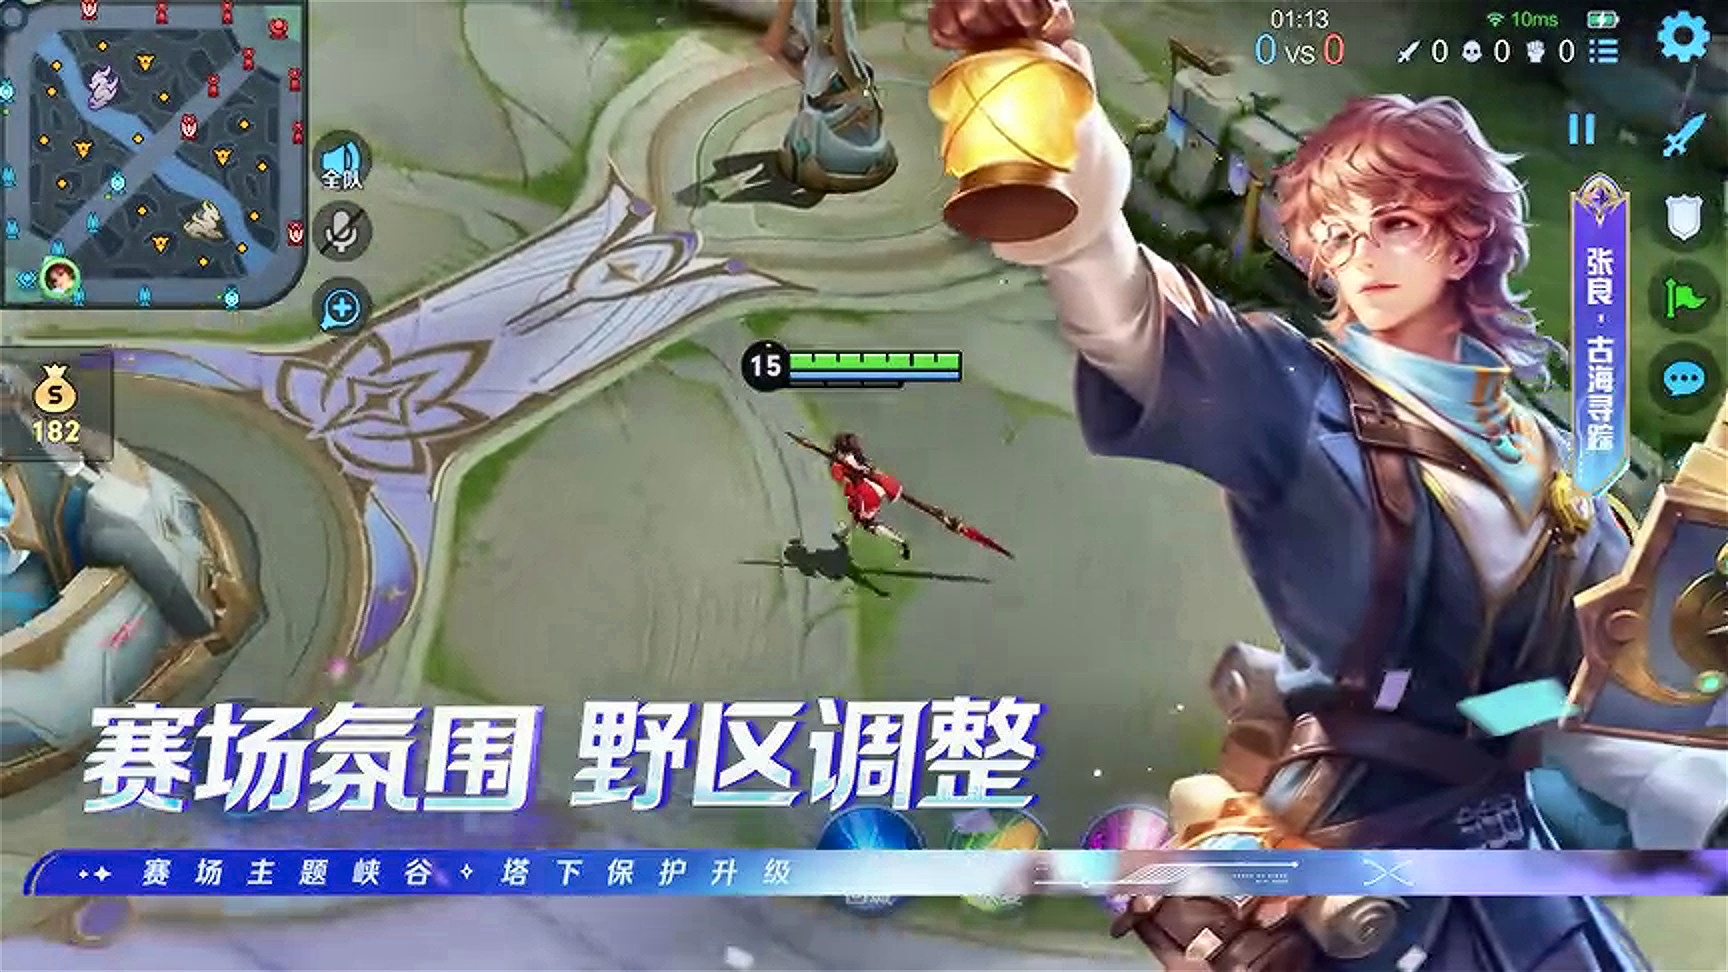 01:13
10ms
0 vs 0
0 0 0
全队
S
182
15
张良·古海寻踪
赛场氛围 野区调整
赛场主题峡谷 塔下保护升级